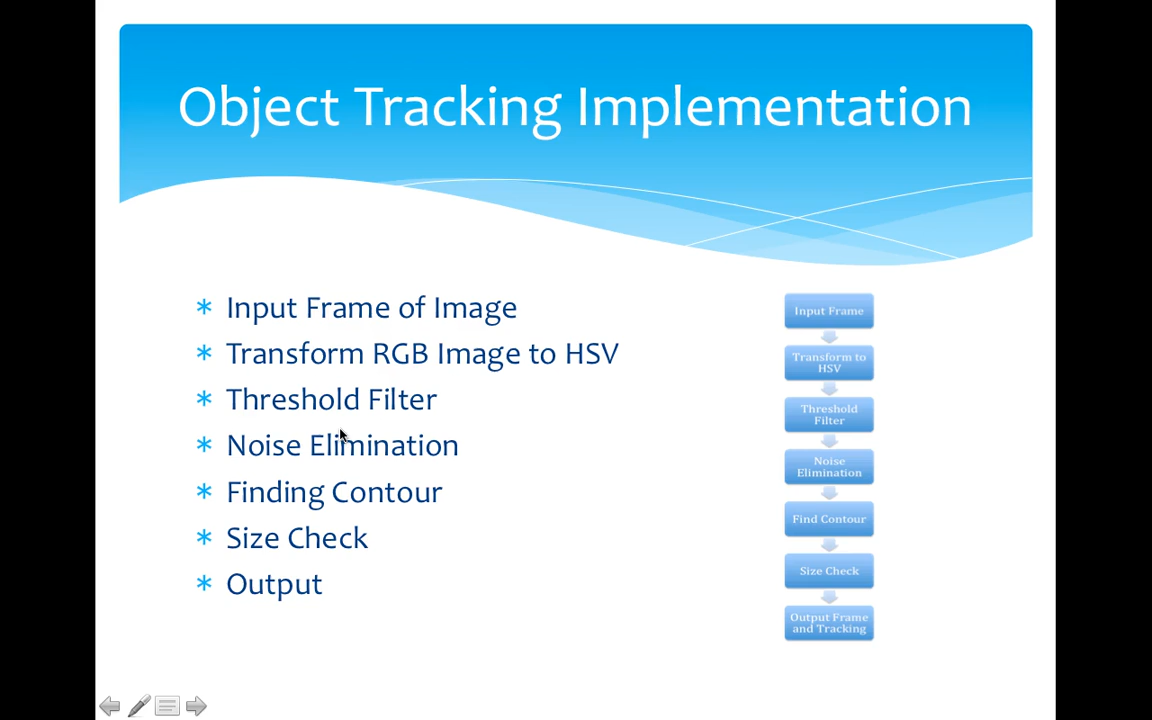 Object Tracking Implementation
* Input Frame of Image
* Transform RGB Image to HSV
* Threshold Filter
* Noise Elimination
* Finding Contour
* Size Check
* Output
Input Frame
Transform to
HSV
Threshold
Filter
Noise
Elimination
Find Contour
Size Check
Output Frame
and Tracking